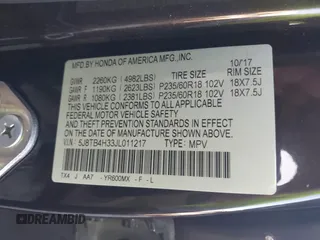 MFD BY HONDA OF AMERICA MFG.,INC. 10/17
GVWR 2260KG ( 4982LBS) TIRE SIZE RIM SIZE
GAWR F 1190KG ( 2623LBS) P235/60R18 102V 18X7.5J
GAWR R 1080KG ( 2381LBS) P235/60R18 102V 18X7.5J
THIS VEHICLE CONFORMS TO ALL APPLICABLE
FEDERAL MOTOR VEHICLE SAFETY STANDARDS
IN EFFECT ON THE DATE OF MANUFACTURE
SHOWN ABOVE.
V.I.N.: 5J8TB4H33JL011217 TYPE: MPV
TX4 J AA7 -YR600MX - F - L
DREAMBID